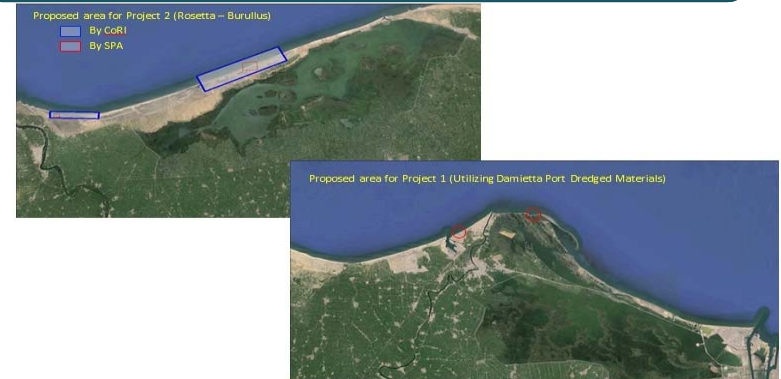 Proposed area for Project 2 (Rosetta – Burullus)
By CoRI
By SPA
Proposed area for Project 1 (Utilizing Damietta Port Dredged Materials)